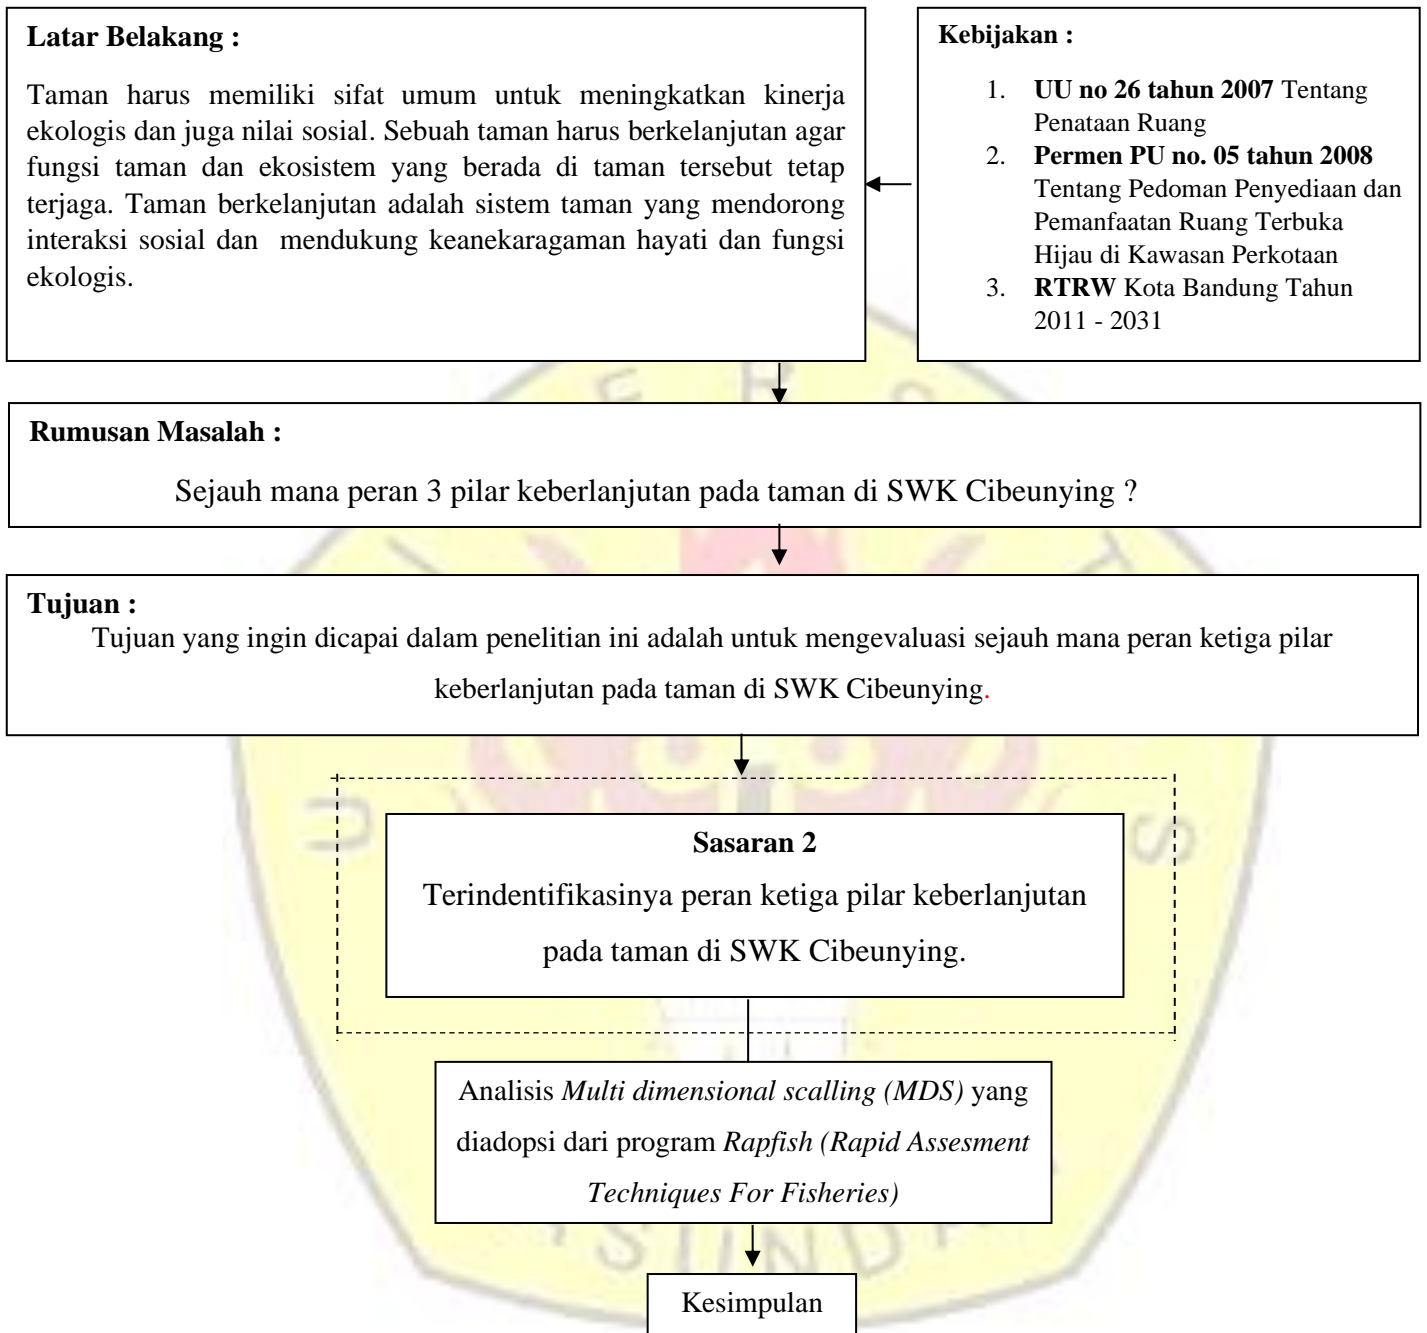 Latar Belakang :
Taman harus memiliki sifat umum untuk meningkatkan kinerja
ekologis dan juga nilai sosial. Sebuah taman harus berkelanjutan agar
fungsi taman dan ekosistem yang berada di taman tersebut tetap
terjaga. Taman berkelanjutan adalah sistem taman yang mendorong
interaksi sosial dan mendukung keanekaragaman hayati dan fungsi
ekologis.
Kebijakan :
1. UU no 26 tahun 2007 Tentang
Penataan Ruang
2. Permen PU no. 05 tahun 2008
Tentang Pedoman Penyediaan dan
Pemanfaatan Ruang Terbuka
Hijau di Kawasan Perkotaan
3. RTRW Kota Bandung Tahun
2011 - 2031
Rumusan Masalah :
Sejauh mana peran 3 pilar keberlanjutan pada taman di SWK Cibeunying ?
Tujuan :
Tujuan yang ingin dicapai dalam penelitian ini adalah untuk mengevaluasi sejauh mana peran ketiga pilar
keberlanjutan pada taman di SWK Cibeunying.
Sasaran 2
Terindentifikasinya peran ketiga pilar keberlanjutan
pada taman di SWK Cibeunying.
Analisis Multi dimensional scalling (MDS) yang
diadopsi dari program Rapfish (Rapid Assesment
Techniques For Fisheries)
Kesimpulan